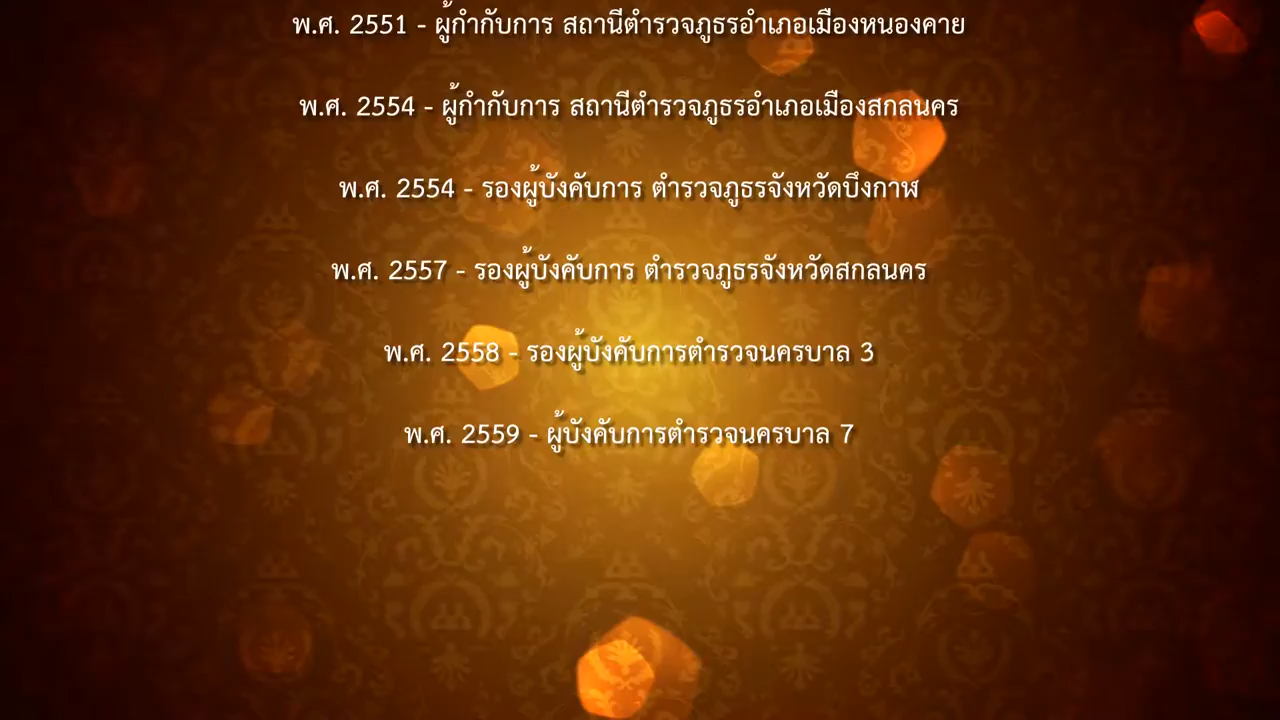 พ.ศ. 2551 - ผู้กำกับการ สถานีตำรวจภูธรอำเภอเมืองหนองคาย
พ.ศ. 2554 - ผู้กำกับการ สถานีตำรวจภูธรอำเภอเมืองสกลนคร
พ.ศ. 2554 - รองผู้บังคับการ ตำรวจภูธรจังหวัดบึงกาฬ
พ.ศ. 2557 - รองผู้บังคับการ ตำรวจภูธรจังหวัดสกลนคร
พ.ศ. 2558 - รองผู้บังคับการตำรวจนครบาล 3
พ.ศ. 2559 - ผู้บังคับการตำรวจนครบาล 7